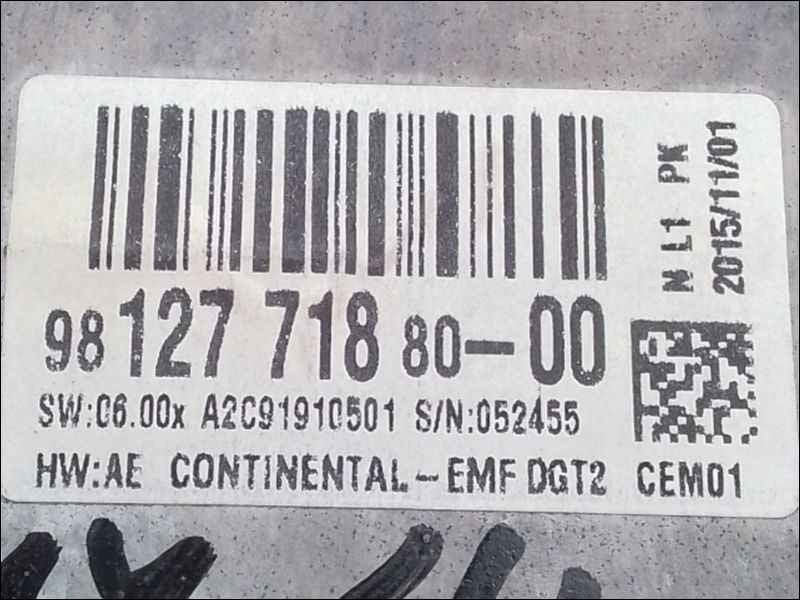 98 127 718 80-00
SW:06.00x A2C91910501 S/N:052455
HW:AE CONTINENTAL-EMF DGT2 CEM01
N L1 PK
2015/11/01